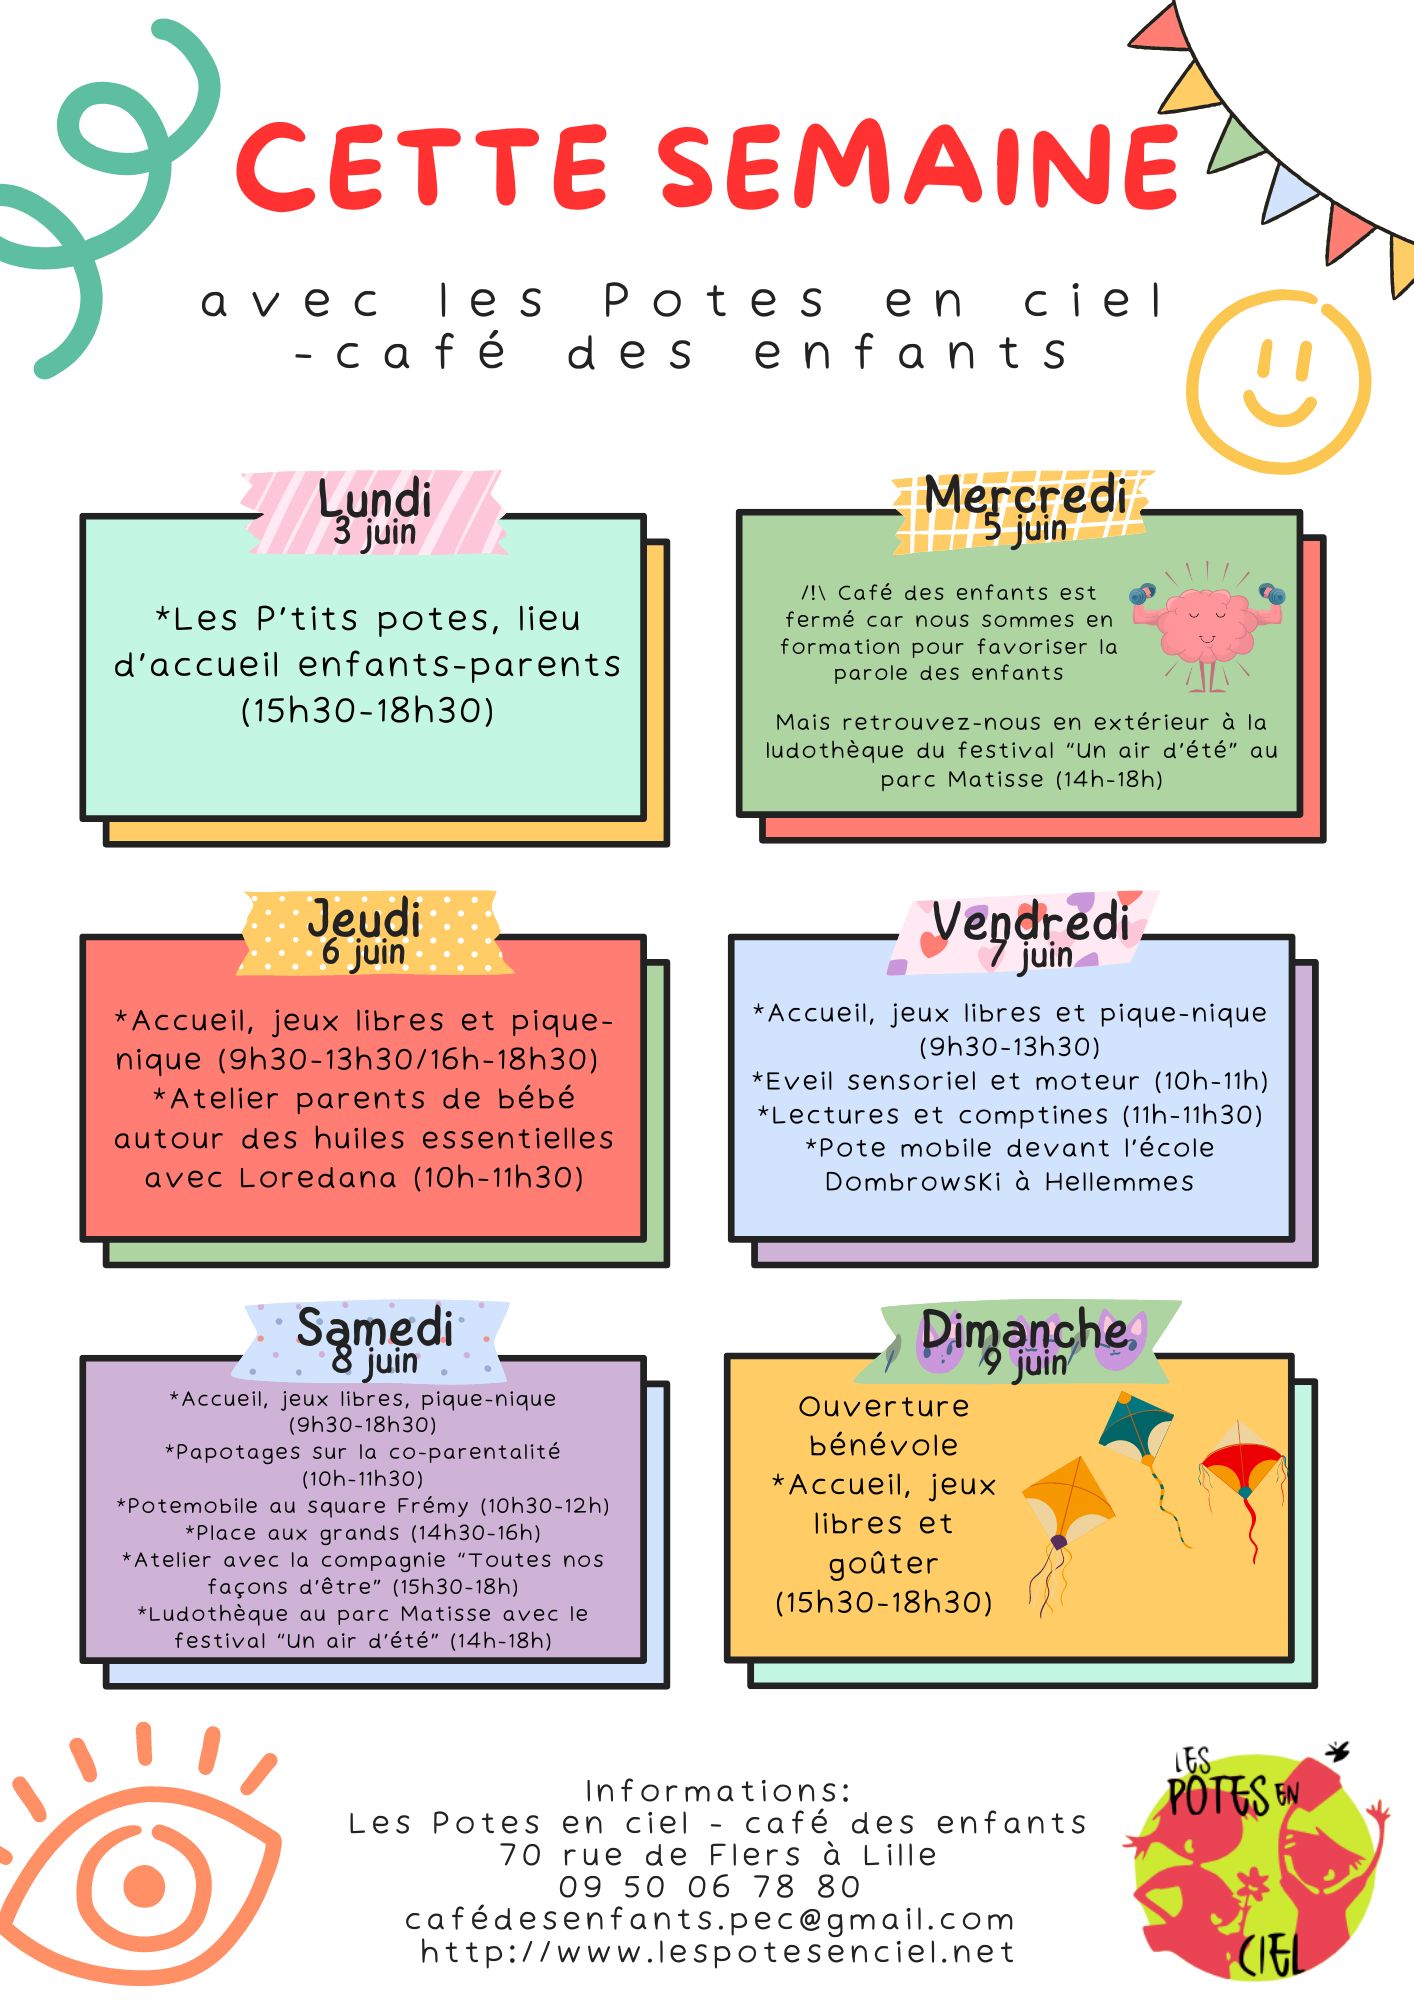 CETTE SEMAINE
avec les Potes en ciel
-café des enfants
Lundi
3 juin
*Les P'tits potes, lieu
d'accueil enfants-parents
(15h30-18h30)
Mercredi
5 juin
/!\ Café des enfants est
fermé car nous sommes en
formation pour favoriser la
parole des enfants
Mais retrouvez-nous en extérieur à la
ludothèque du festival “Un air d'été” au
parc Matisse (14h-18h)
Jeudi
6 juin
*Accueil, jeux libres et pique-
nique (9h30-13h30/16h-18h30)
*Atelier parents de bébé
autour des huiles essentielles
avec Loredana (10h-11h30)
Vendredi
7 juin
*Accueil, jeux libres et pique-nique
(9h30-13h30)
*Eveil sensoriel et moteur (10h-11h)
*Lectures et comptines (11h-11h30)
*Pote mobile devant l'école
DombrowsKi à Hellemmes
Samedi
8 juin
*Accueil, jeux libres, pique-nique
(9h30-18h30)
*Papotages sur la co-parentalité
(10h-11h30)
*Potemobile au square Frémy (10h30-12h)
*Place aux grands (14h30-16h)
*Atelier avec la compagnie “Toutes nos
façons d'être” (15h30-18h)
*Ludothèque au parc Matisse avec le
festival “Un air d'été” (14h-18h)
Dimanche
9 juin
Ouverture
bénévole
*Accueil, jeux
libres et
goûter
(15h30-18h30)
Informations:
Les Potes en ciel - café des enfants
70 rue de Flers à Lille
09 50 06 78 80
cafédesenfants.pec@gmail.com
http://www.lespotesenciel.net
LES
POTES EN
CIEL